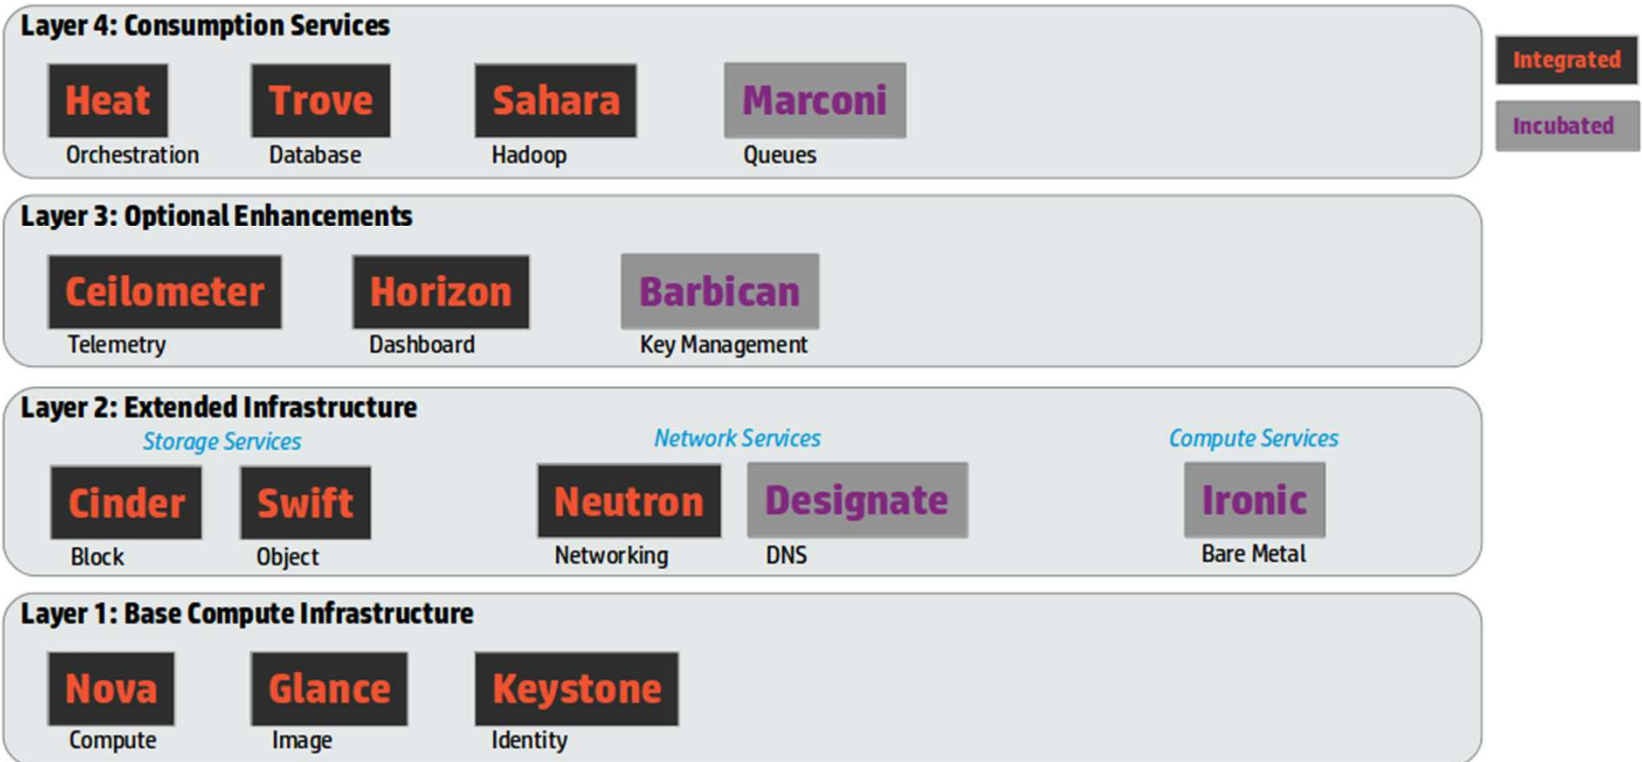 Layer 4: Consumption Services
Integrated
Heat Trove Sahara Marconi
Incubated
Orchestration Database Hadoop Queues
Layer 3: Optional Enhancements
Ceilometer Horizon Barbican
Telemetry Dashboard Key Management
Layer 2: Extended Infrastructure
Storage Services Network Services Compute Services
Cinder Swift Neutron Designate Ironic
Block Object Networking DNS Bare Metal
Layer 1: Base Compute Infrastructure
Nova Glance Keystone
Compute Image Identity